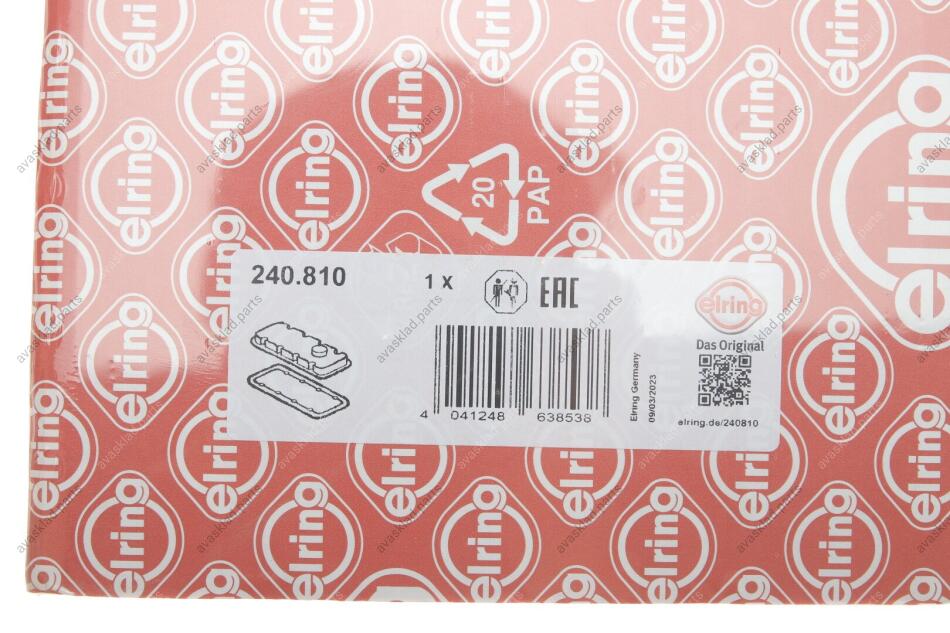 elring
20
PAP
240.810
1 X
EAC
elring
Das Original
4 041248 638538
Elring Germany
09/03/2023
elring.de/240810
avasklad.parts